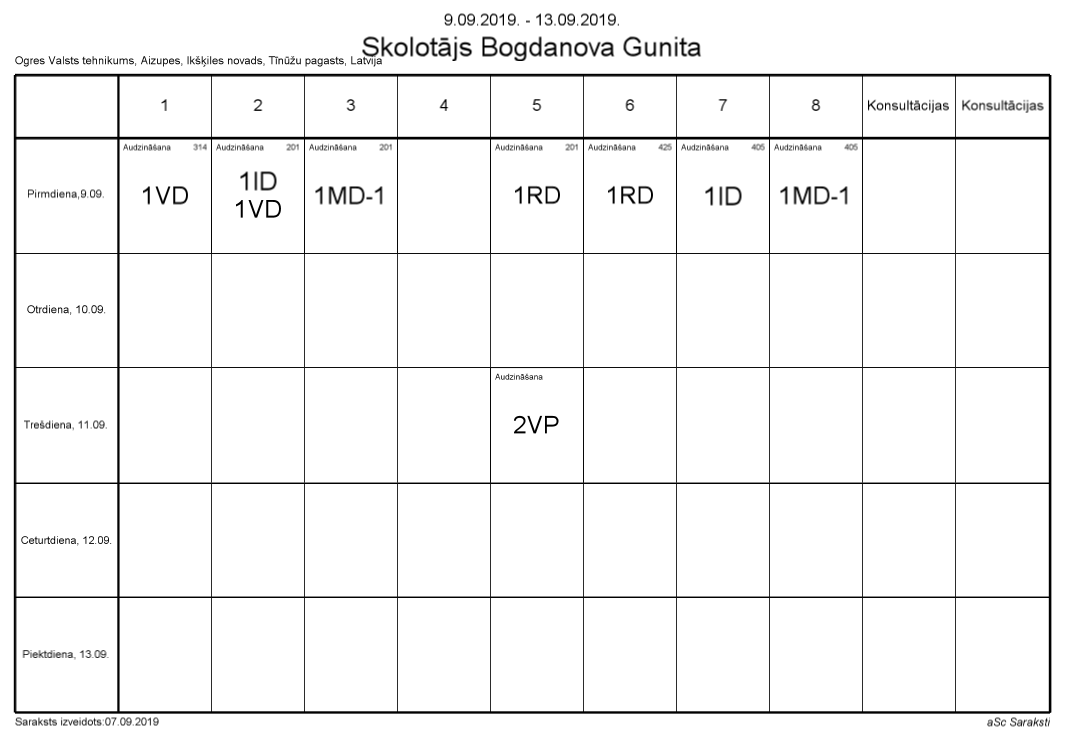 9.09.2019. - 13.09.2019.
Skolotājs Bogdanova Gunita
Ogres Valsts tehnikums, Aizupes, Ikšķiles novads, Tīnūžu pagasts, Latvija
1 2 3 4 5 6 7 8 Konsultācijas Konsultācijas
Audzināšana 314 Audzināšana 201 Audzināšana 201 Audzināšana 201 Audzināšana 425 Audzināšana 405 Audzināšana 405
Pirmdiena,9.09. 1VD 1ID 1MD-1 1RD 1RD 1ID 1MD-1
1VD
Otrdiena, 10.09.
Audzināšana
Trešdiena, 11.09. 2VP
Ceturtdiena, 12.09.
Piektdiena, 13.09.
Saraksts izveidots:07.09.2019 aSc Saraksti